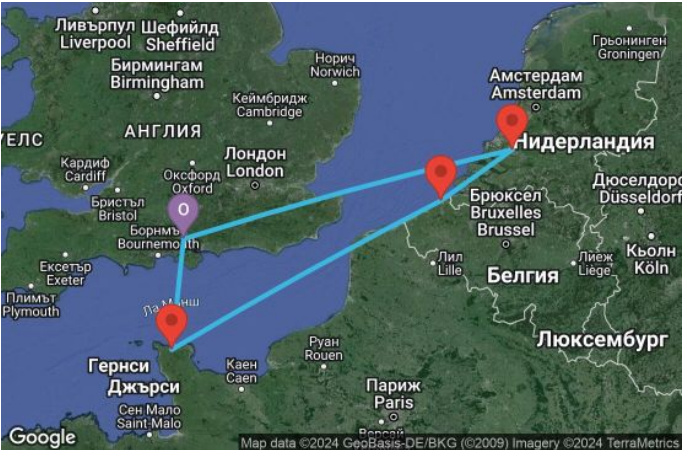 Ливърпул
Liverpool
Шефийлд
Sheffield
Бирмингам
Birmingham
Норич
Norwich
Кеймбридж
Cambridge
Грьонинген
Groningen
Амстердам
Amsterdam
УЕЛС
АНГЛИЯ
Нидерландия
Кардиф
Cardiff
Оксфорд
Oxford
Лондон
London
Бристъл
Bristol
O
Борнмъ
Bournemouth
Брюксел
Bruxelles
Brussel
Дюселдорф
Düsseldorf
Ексетър
Exeter
Лил
Lille
Белгия
Лиеж
Liège
Кьолн
Köln
Плимът
Plymouth
Ла Манш
Гернси
Джърси
Каен
Caen
Руан
Rouen
Люксембург
Париж
Paris
Сен Мало
Saint-Malo
Версай
Google
Map data ©2024 GeoBasis-DE/BKG (©2009) Imagery ©2024 TerraMetrics